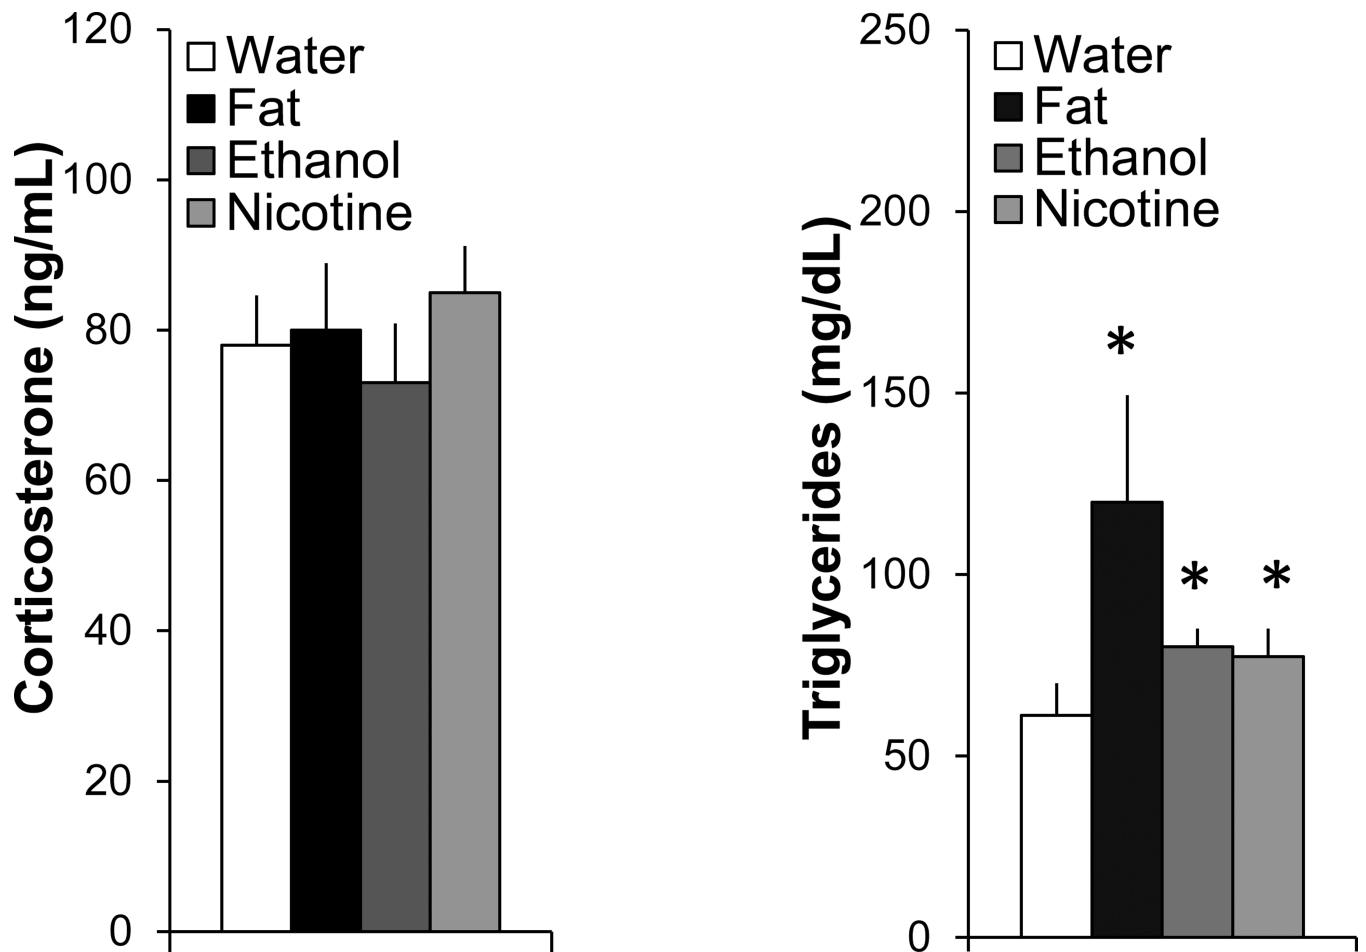 Corticosterone (ng/mL)
120
100
80
60
40
20
0
Water
Fat
Ethanol
Nicotine
Triglycerides (mg/dL)
250
200
150
100
50
0
Water
Fat
Ethanol
Nicotine
*
*
*